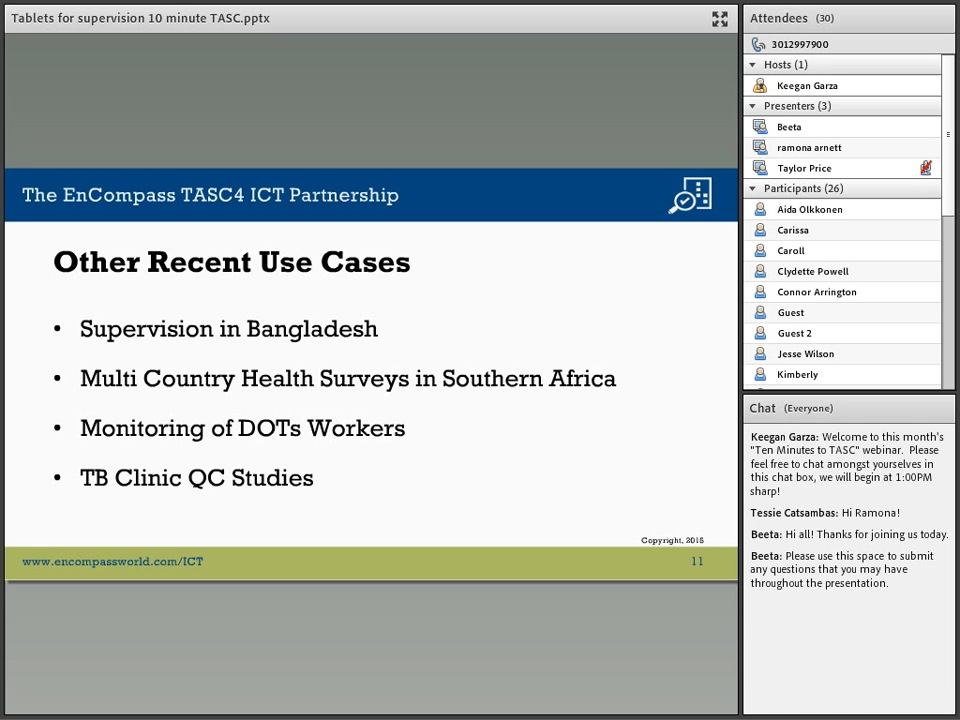 Tablets for supervision 10 minute TASC.pptx
The EnCompass TASC4 ICT Partnership
Other Recent Use Cases
• Supervision in Bangladesh
• Multi Country Health Surveys in Southern Africa
• Monitoring of DOTs Workers
• TB Clinic QC Studies
Copyright, 2015
www.encompassworld.com/ICT 11
Attendees (30)
3012997900
Hosts (1)
Keegan Garza
Presenters (3)
Beeta
ramona arnett
Taylor Price
Participants (26)
Aida Olkkonen
Carissa
Caroll
Clydette Powell
Connor Arrington
Guest
Guest 2
Jesse Wilson
Kimberly
Chat (Everyone)
Keegan Garza: Welcome to this month's
"Ten Minutes to TASC" webinar. Please
feel free to chat amongst yourselves in
this chat box, we will begin at 1:00PM
sharp!
Tessie Catsambas: Hi Ramona!
Beeta: Hi all! Thanks for joining us today.
Beeta: Please use this space to submit
any questions that you may have
throughout the presentation.